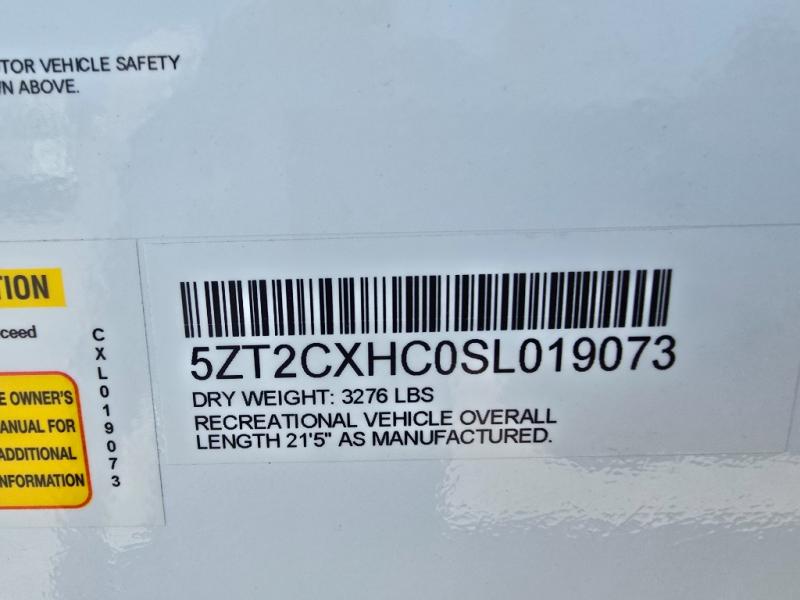 TOR VEHICLE SAFETY
WN ABOVE.
TION
ceed
E OWNER'S
ANUAL FOR
ADDITIONAL
INFORMATION
CXL019073
5ZT2CXHC0SL019073
DRY WEIGHT: 3276 LBS
RECREATIONAL VEHICLE OVERALL
LENGTH 21'5" AS MANUFACTURED.